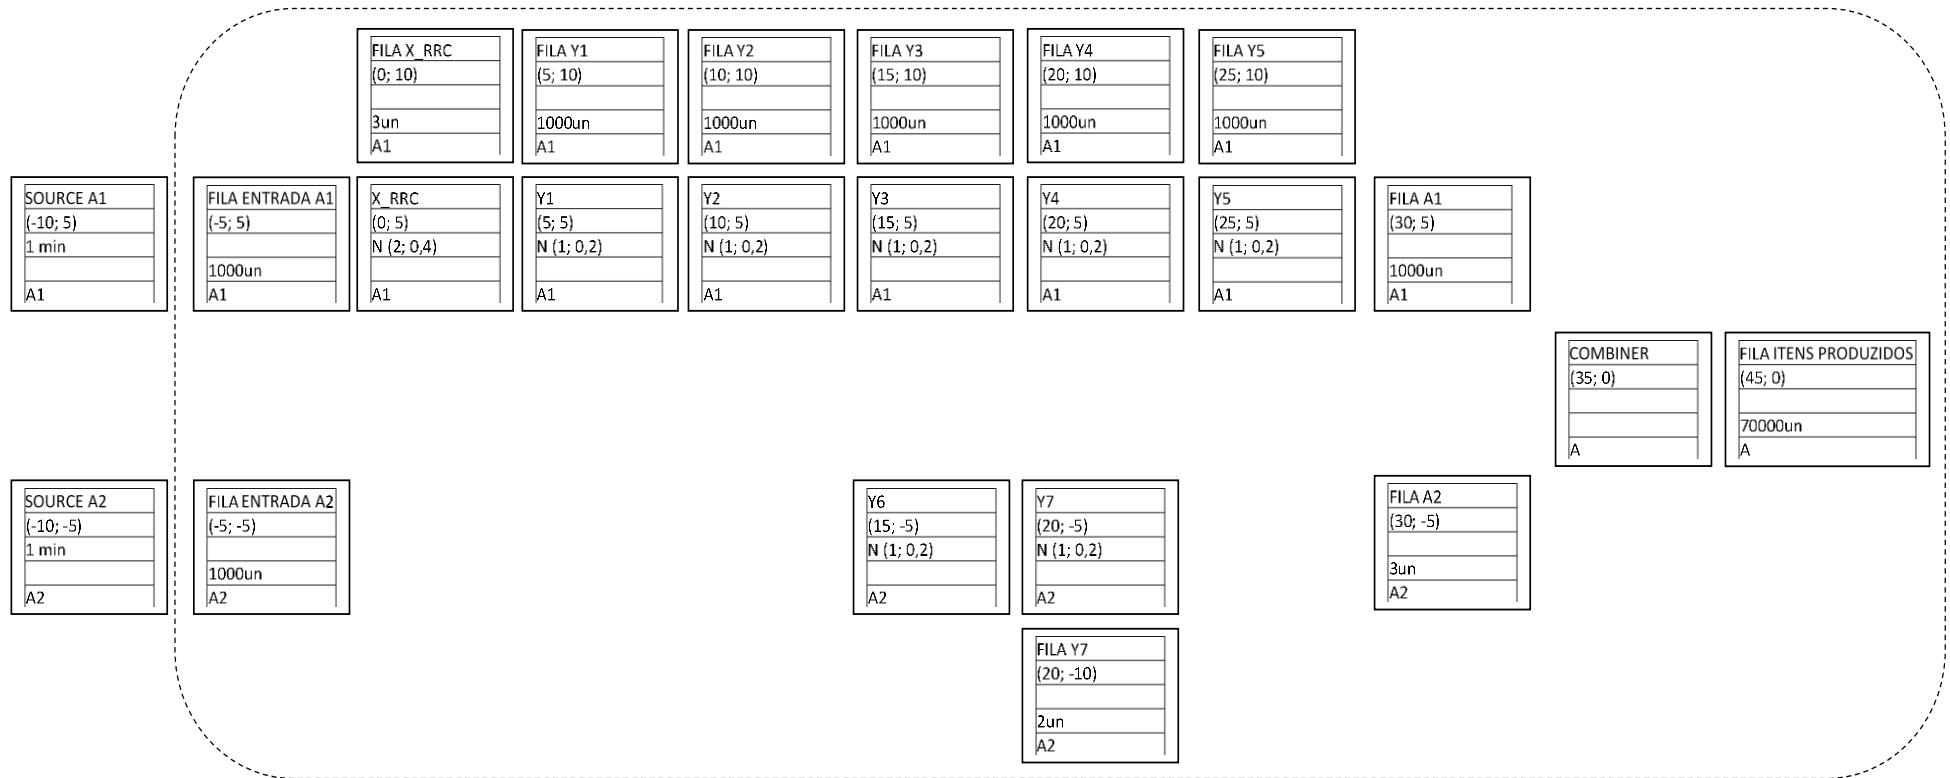 FILA X_RRC
(0; 10)
3un
A1
FILA Y1
(5; 10)
1000un
A1
FILA Y2
(10; 10)
1000un
A1
FILA Y3
(15; 10)
1000un
A1
FILA Y4
(20; 10)
1000un
A1
FILA Y5
(25; 10)
1000un
A1
SOURCE A1
(-10; 5)
1 min
A1
FILA ENTRADA A1
(-5; 5)
1000un
A1
X_RRC
(0; 5)
N (2; 0,4)
A1
Y1
(5; 5)
N (1; 0,2)
A1
Y2
(10; 5)
N (1; 0,2)
A1
Y3
(15; 5)
N (1; 0,2)
A1
Y4
(20; 5)
N (1; 0,2)
A1
Y5
(25; 5)
N (1; 0,2)
A1
FILA A1
(30; 5)
1000un
A1
COMBINER
(35; 0)
A
FILA ITENS PRODUZIDOS
(45; 0)
70000un
A
SOURCE A2
(-10; -5)
1 min
A2
FILA ENTRADA A2
(-5; -5)
1000un
A2
Y6
(15; -5)
N (1; 0,2)
A2
Y7
(20; -5)
N (1; 0,2)
A2
FILA A2
(30; -5)
3un
A2
FILA Y7
(20; -10)
2un
A2